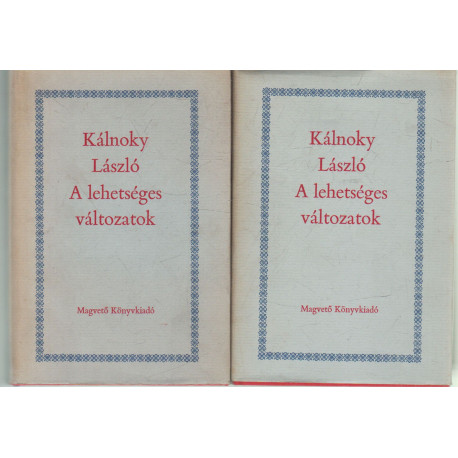 Kálnoky
László
A lehetséges
változatok
Magvető Könyvkiadó
Kálnoky
László
A lehetséges
változatok
Magvető Könyvkiadó